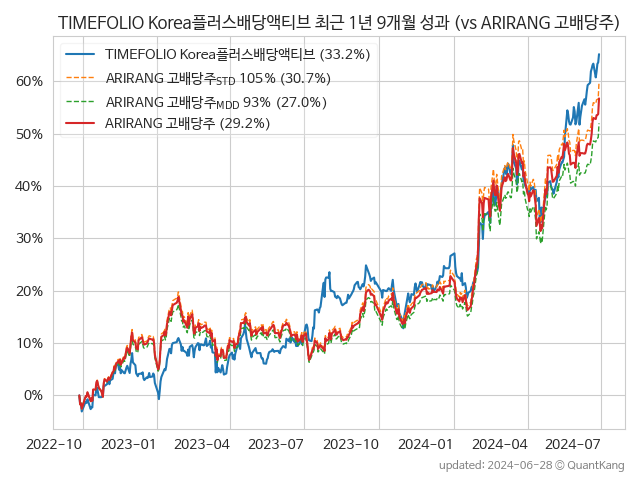 TIMEFOLIO Korea플러스배당액티브 최근 1년 9개월 성과 (vs ARIRANG 고배당주)
TIMEFOLIO Korea플러스배당액티브 (33.2%)
ARIRANG 고배당주STD 105% (30.7%)
ARIRANG 고배당주MDD 93% (27.0%)
ARIRANG 고배당주 (29.2%)
60%
50%
40%
30%
20%
10%
0%
2022-10 2023-01 2023-04 2023-07 2023-10 2024-01 2024-04 2024-07
updated: 2024-06-28 © QuantKang